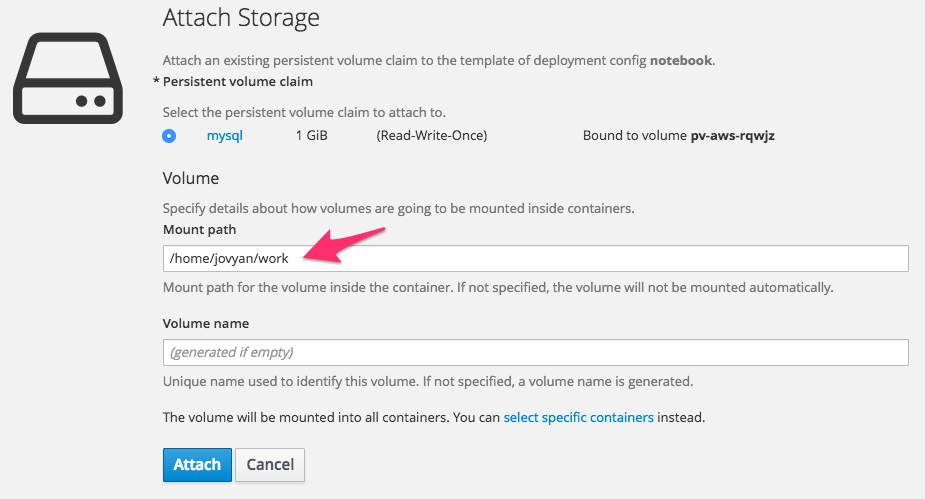 Attach Storage
Attach an existing persistent volume claim to the template of deployment config notebook.
* Persistent volume claim
Select the persistent volume claim to attach to.
mysql 1 GiB (Read-Write-Once) Bound to volume pv-aws-rqwjz
Volume
Specify details about how volumes are going to be mounted inside containers.
Mount path
/home/jovyan/work
Mount path for the volume inside the container. If not specified, the volume will not be mounted automatically.
Volume name
(generated if empty)
Unique name used to identify this volume. If not specified, a volume name is generated.
The volume will be mounted into all containers. You can select specific containers instead.
Attach Cancel